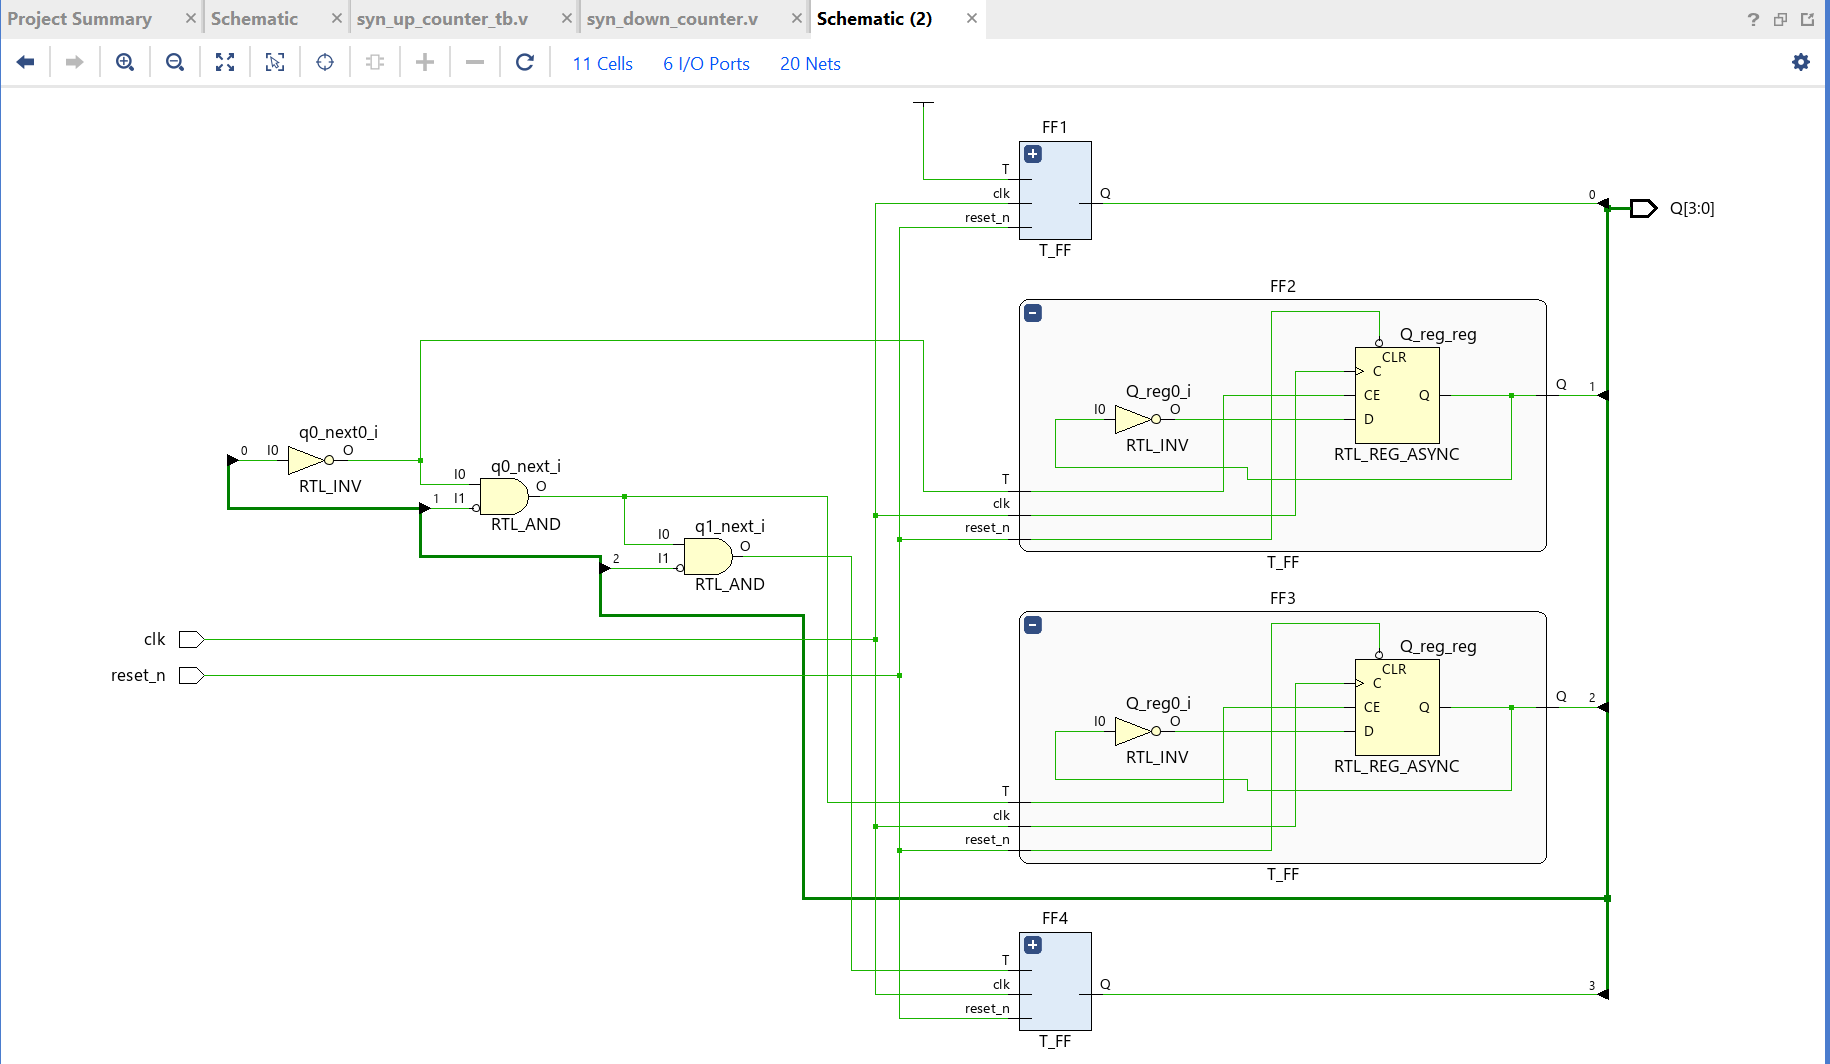 Project Summary × Schematic × syn_up_counter_tb.v × syn_down_counter.v × Schematic (2) × ?
11 Cells 6 I/O Ports 20 Nets
FF1
T
clk
reset_n
Q
T_FF
0
Q[3:0]
FF2
Q_reg_reg
CLR
C
CE
D
Q
RTL_REG_ASYNC
Q_reg0_i
I0
O
RTL_INV
Q
1
T
clk
reset_n
T_FF
q0_next0_i
0
I0
O
RTL_INV
q0_next_i
I0
1
I1
O
RTL_AND
q1_next_i
I0
2
I1
O
RTL_AND
clk
reset_n
FF3
Q_reg_reg
CLR
C
CE
D
Q
RTL_REG_ASYNC
Q_reg0_i
I0
O
RTL_INV
Q
2
T
clk
reset_n
T_FF
FF4
T
clk
reset_n
Q
3
T_FF